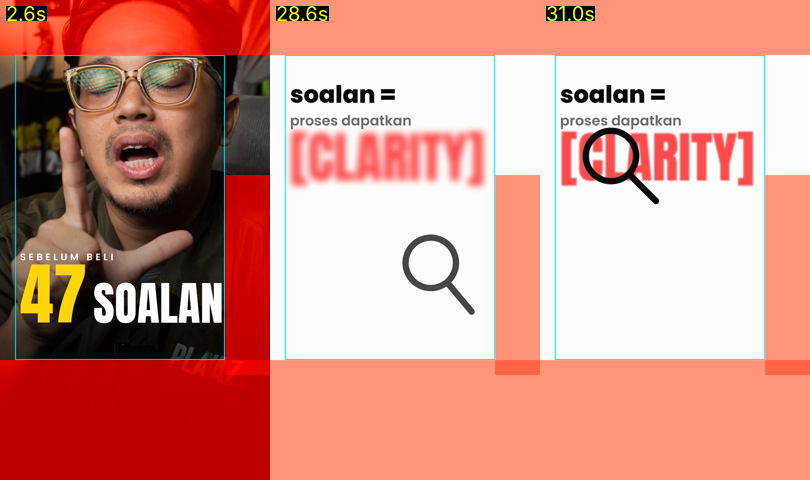 2.6s
SEBELUM BELI
47 SOALAN
28.6s
soalan =
proses dapatkan
[CLARITY]
31.0s
soalan =
proses dapatkan
[CLARITY]